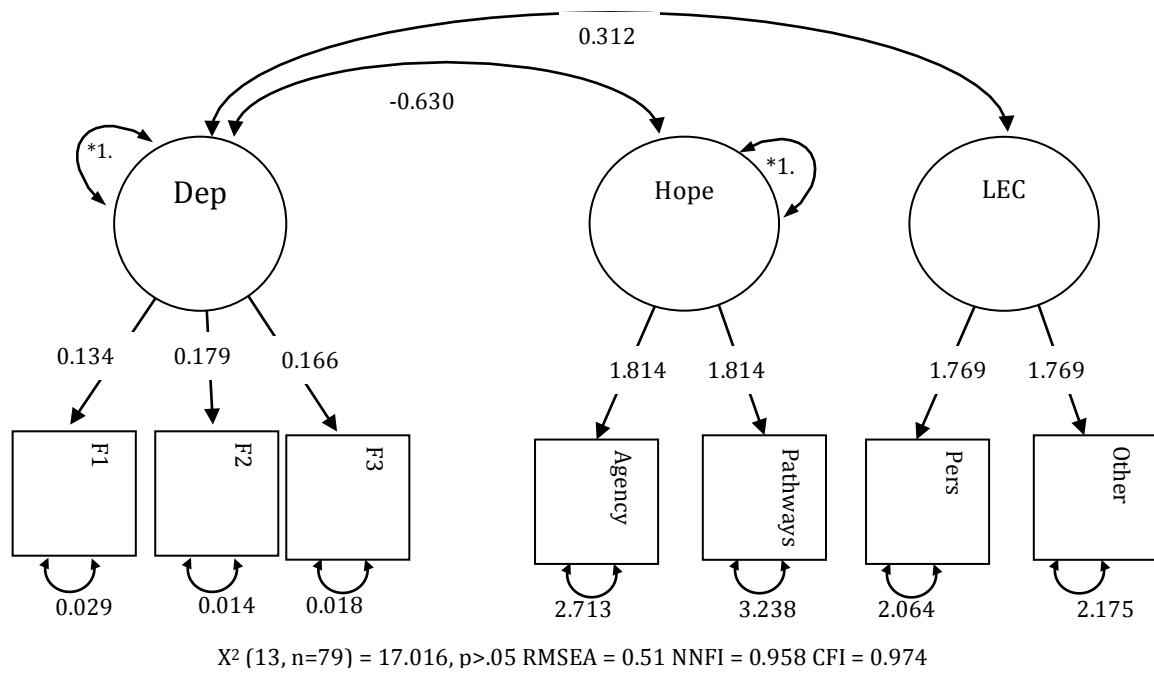 0.312
-0.630
*1.
Dep
Hope
*1.
LEC
0.134
0.179
0.166
1.814
1.814
1.769
1.769
F1
F2
F3
Agency
Pathways
Pers
Other
0.029
0.014
0.018
2.713
3.238
2.064
2.175
X² (13, n=79) = 17.016, p>.05 RMSEA = 0.51 NNFI = 0.958 CFI = 0.974